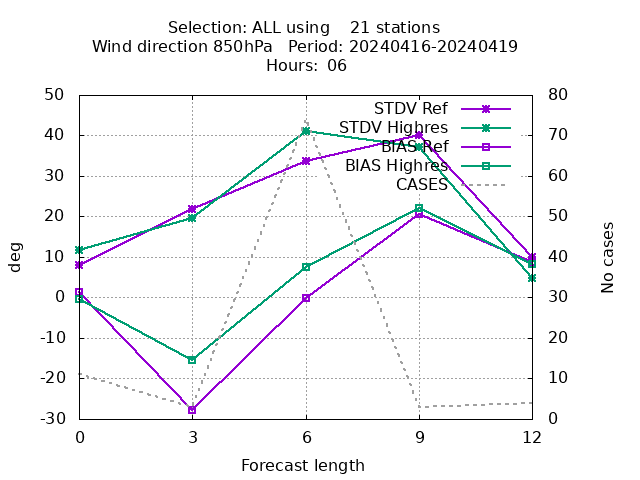 Selection: ALL using    21 stations
Wind direction 850hPa   Period: 20240416-20240419
Hours: 06
50
40
30
20
10
0
-10
-20
-30
80
70
60
50
40
30
20
10
0
STDV Ref
STDV Highres
BIAS Ref
BIAS Highres
CASES
deg
No cases
0
3
6
9
12
Forecast length